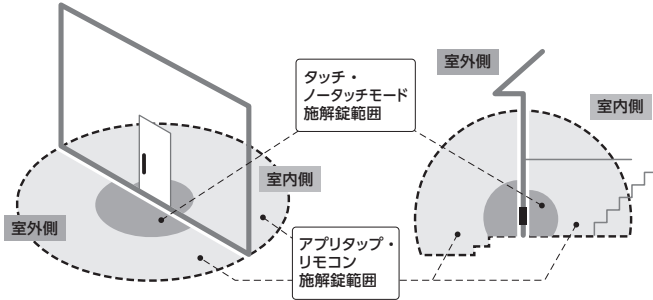 タッチ・
ノータッチモード
施解錠範囲
室外側
室内側
室内側
室外側
アプリタップ・
リモコン
施解錠範囲